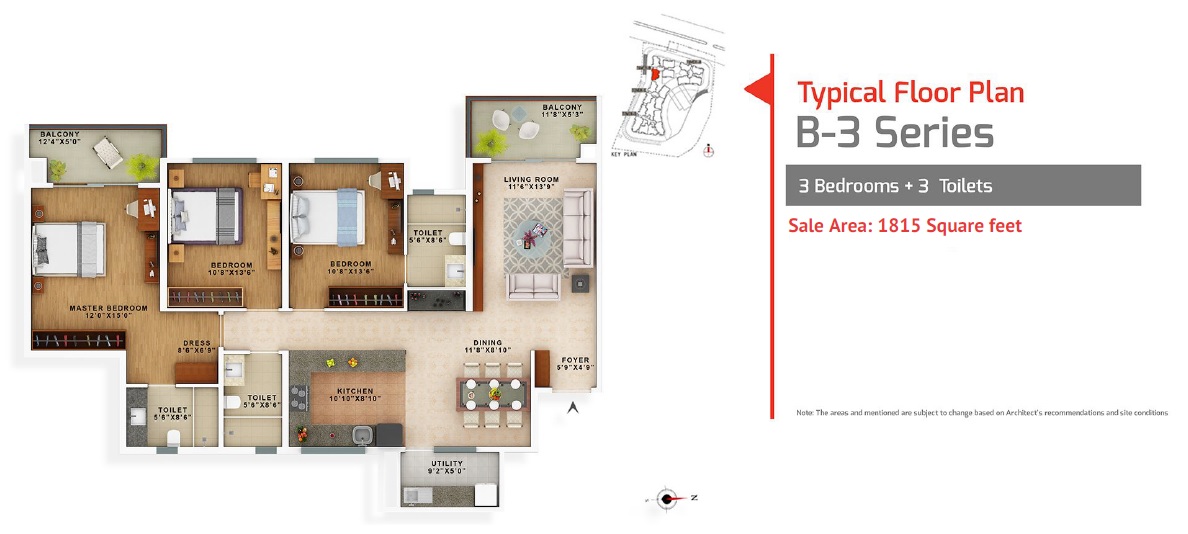 BALCONY
12'4"X5'0"
BALCONY
11'8"X5'3"
LIVING ROOM
11'6"X13'9"
TOILET
5'6"X8'6"
BEDROOM
10'8"X13'6"
BEDROOM
10'8"X13'6"
MASTER BEDROOM
12'0"X15'0"
DRESS
8'6"X6'9"
DINING
11'8"X8'10"
FOYER
5'9"X4'9"
KITCHEN
10'10"X8'10"
TOILET
5'6"X8'6"
TOILET
5'6"X8'6"
UTILITY
9'2"X5'0"
KEY PLAN
N
Typical Floor Plan
B-3 Series
3 Bedrooms + 3 Toilets
Sale Area: 1815 Square feet
Note: The areas and mentioned are subject to change based on Architect's recommendations and site conditions